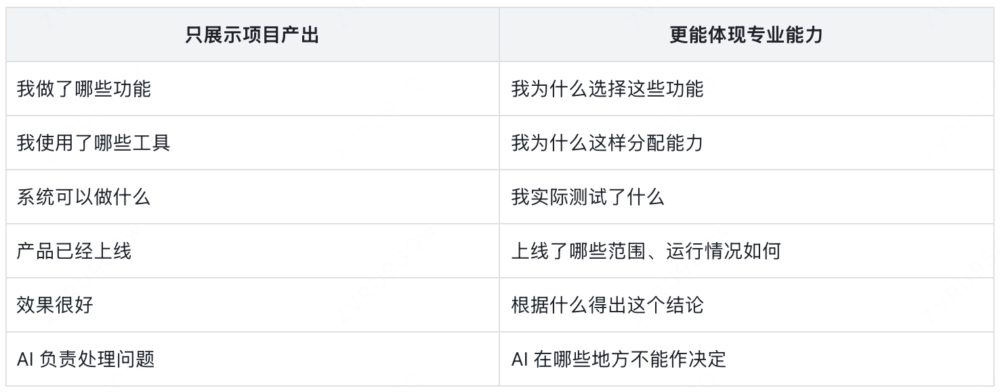 只展示项目产出 更能体现专业能力
我做了哪些功能 我为什么选择这些功能
我使用了哪些工具 我为什么这样分配能力
系统可以做什么 我实际测试了什么
产品已经上线 上线了哪些范围、运行情况如何
效果很好 根据什么得出这个结论
AI 负责处理问题 AI 在哪些地方不能作决定